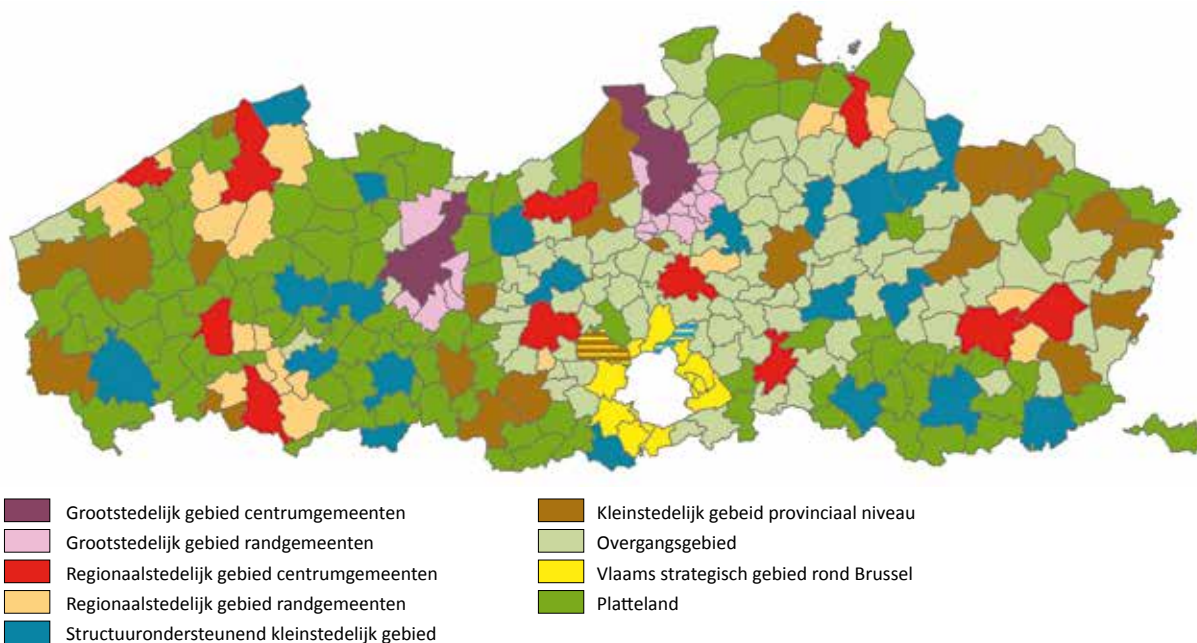 Grootstedelijk gebied centrumgemeenten
Grootstedelijk gebied randgemeenten
Regionaalstedelijk gebied centrumgemeenten
Regionaalstedelijk gebied randgemeenten
Structuurondersteunend kleinstedelijk gebied
Kleinstedelijk gebeid provinciaal niveau
Overgangsgebied
Vlaams strategisch gebied rond Brussel
Platteland